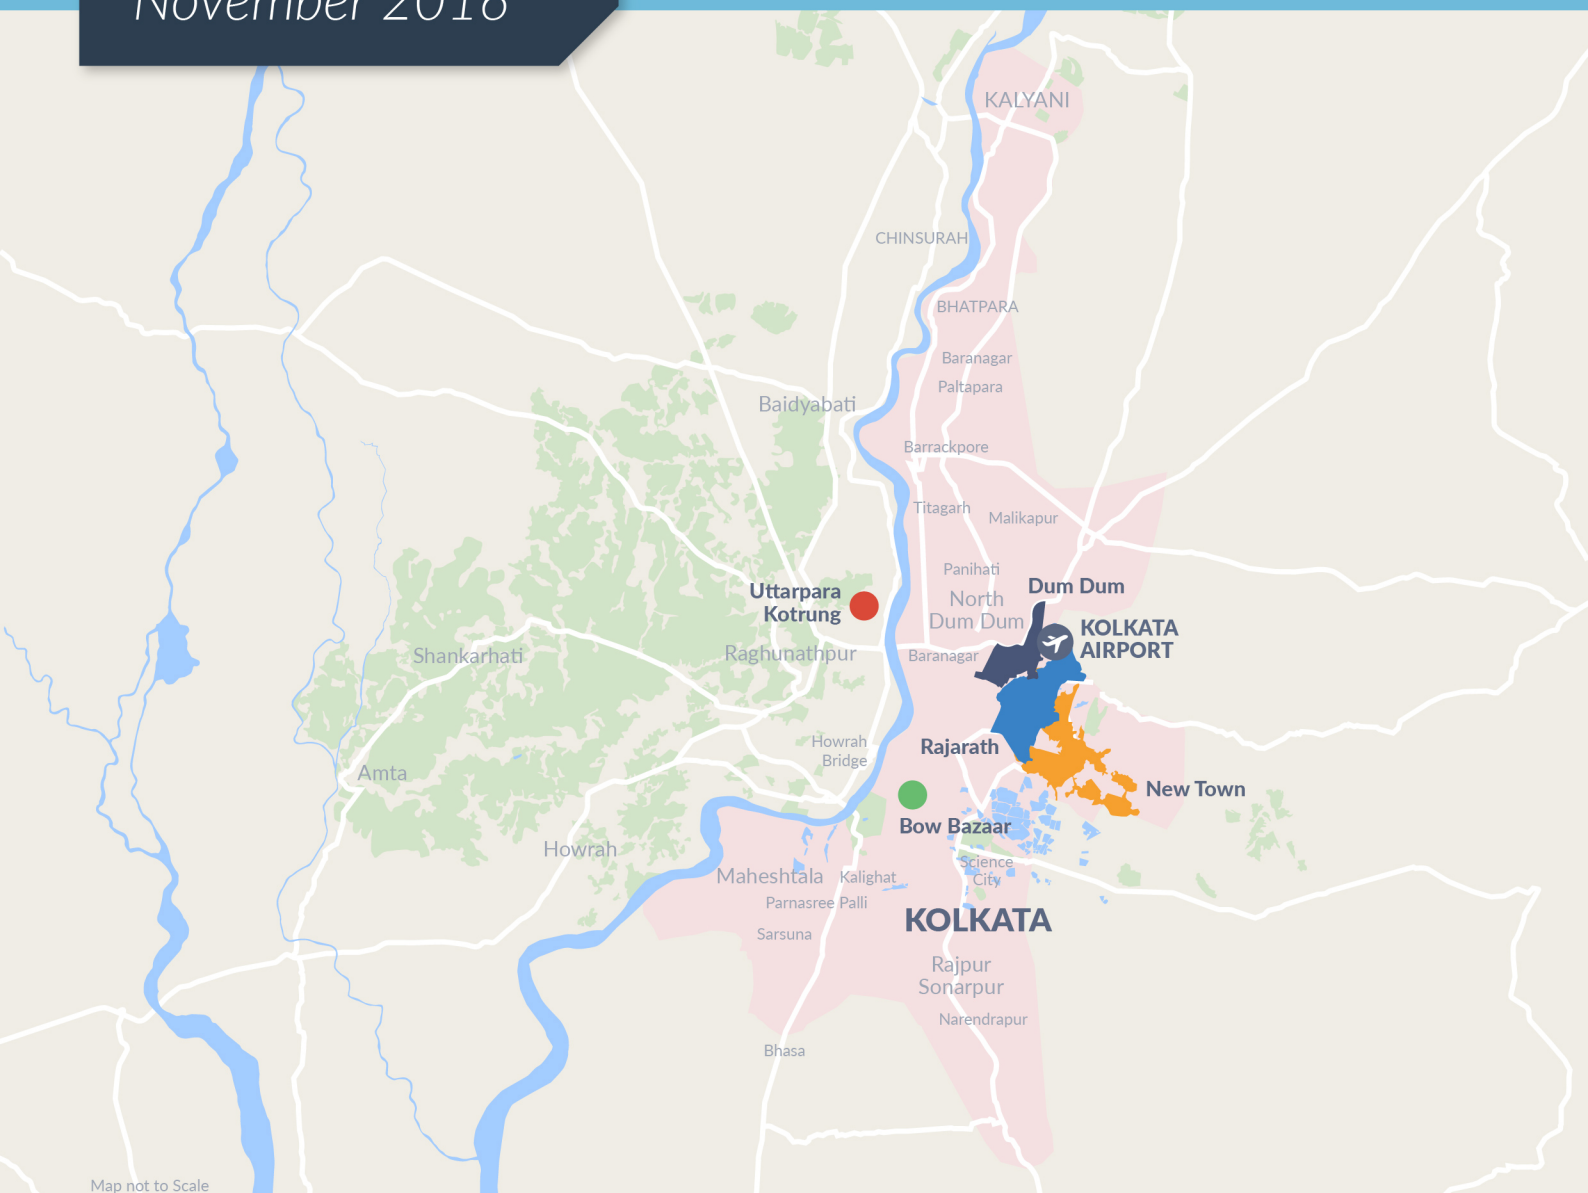 November 2016
KALYANI
CHINSURAH
BHATPARA
Baranagar
Paltapara
Baidyabati
Barrackpore
Titagarh
Malikapur
Panihati
Dum Dum
Uttarpara
Kotrung
North
Dum Dum
KOLKATA
AIRPORT
Baranagar
Raghunathpur
Shankarhati
Howrah
Bridge
Rajarath
Amta
New Town
Bow Bazaar
Howrah
Science
City
Maheshtala
Kalighat
Parnasree Palli
KOLKATA
Sarsuna
Rajpur
Sonarpur
Narendrapur
Bhasa
Map not to Scale